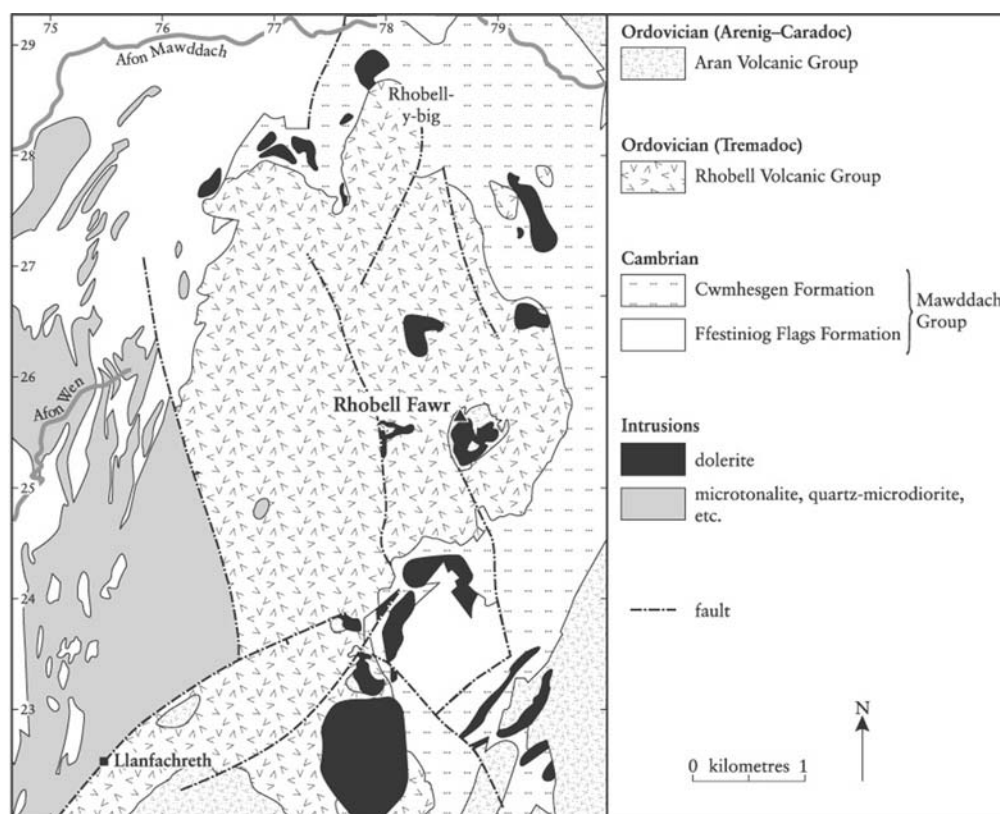 75 76 77 78 79
29
28
27
26
25
24
23
Afon Mawddach
Rhobell-
y-big
Afon Wen
Rhobell Fawr
Llanfachreth
Ordovician (Arenig–Caradoc)
Aran Volcanic Group
Ordovician (Tremadoc)
Rhobell Volcanic Group
Cambrian
Cwmhesgen Formation
Ffestiniog Flags Formation
Mawddach
Group
Intrusions
dolerite
microtonalite, quartz-microdiorite,
etc.
fault
N
0 kilometres 1